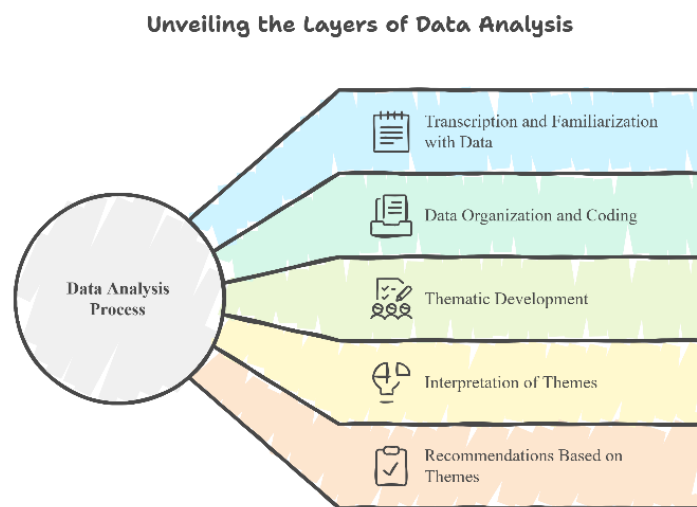 Unveiling the Layers of Data Analysis
Transcription and Familiarization
with Data
Data Organization and Coding
Data Analysis
Process
Thematic Development
Interpretation of Themes
Recommendations Based on
Themes